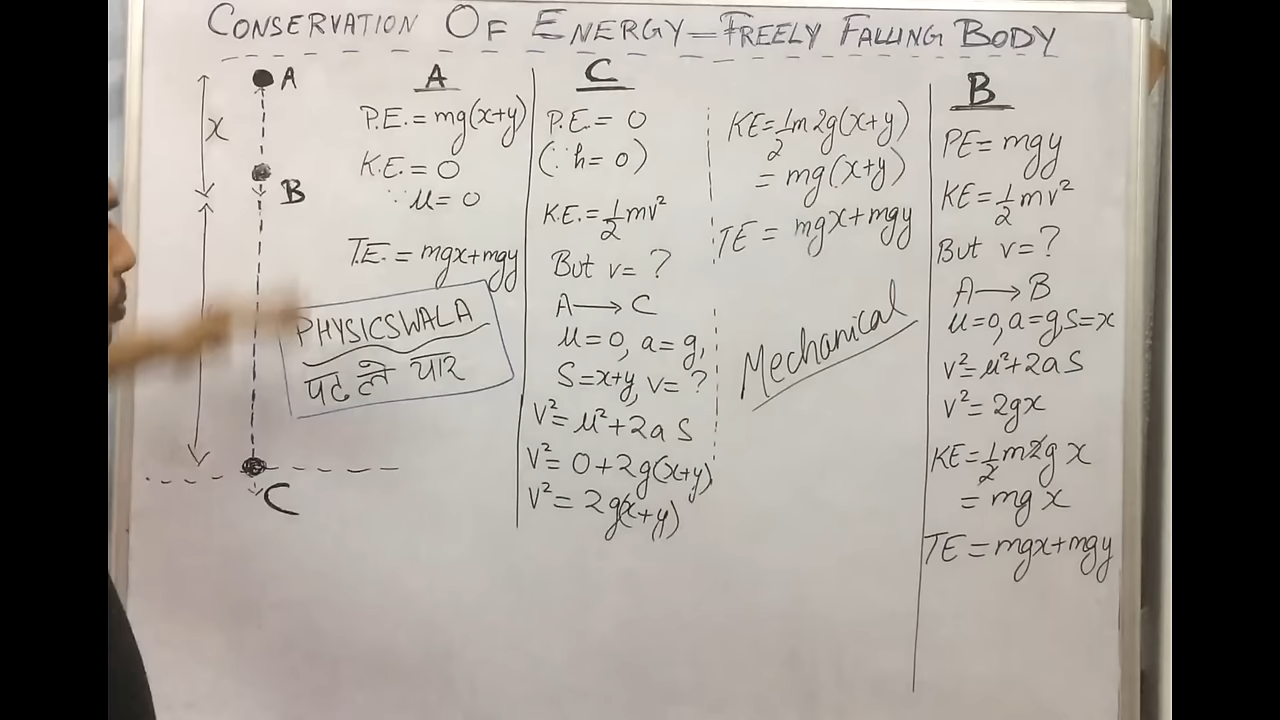 CONSERVATION OF ENERGY — FREELY FALLING BODY
A
x
B
C
A
P.E. = mg(x+y)
K.E. = 0
∵ u = 0
T.E. = mgx+mgy
PHYSICSWALA
पढ ले यार
C
P.E. = 0
(∵ h = 0)
K.E. = 1/2 mv²
But v = ?
A → C
u = 0, a = g,
S = x+y, v = ?
V² = u² + 2a S
V² = 0 + 2g(x+y)
V² = 2g(x+y)
KE = 1/2 m 2g(x+y)
= mg(x+y)
TE = mgx+mgy
Mechanical
B
PE = mgy
KE = 1/2 mv²
But v = ?
A → B
u=0, a=g, S=x
v² = u² + 2a S
v² = 2gx
KE = 1/2 m 2g x
= mg x
TE = mgx+mgy